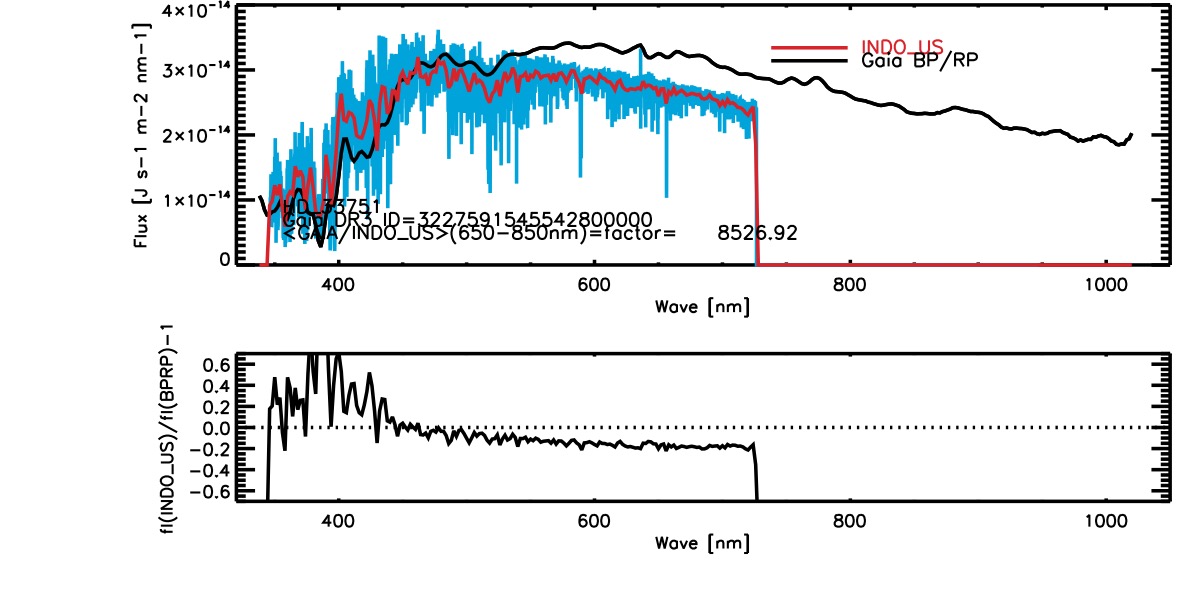 4×10⁻¹⁴
3×10⁻¹⁴
2×10⁻¹⁴
1×10⁻¹⁴
0
Flux [J s−1 m−2 nm−1]
INDO_US
Gaia BP/RP
HD_33751
Gaia DR3 ID=3227591545542800000
<GAIA/INDO_US>(650−850nm)=factor= 8526.92
400 600 800 1000
Wave [nm]
fl(INDO_US)/fl(BPRP)−1
0.6
0.4
0.2
0.0
−0.2
−0.4
−0.6
400 600 800 1000
Wave [nm]